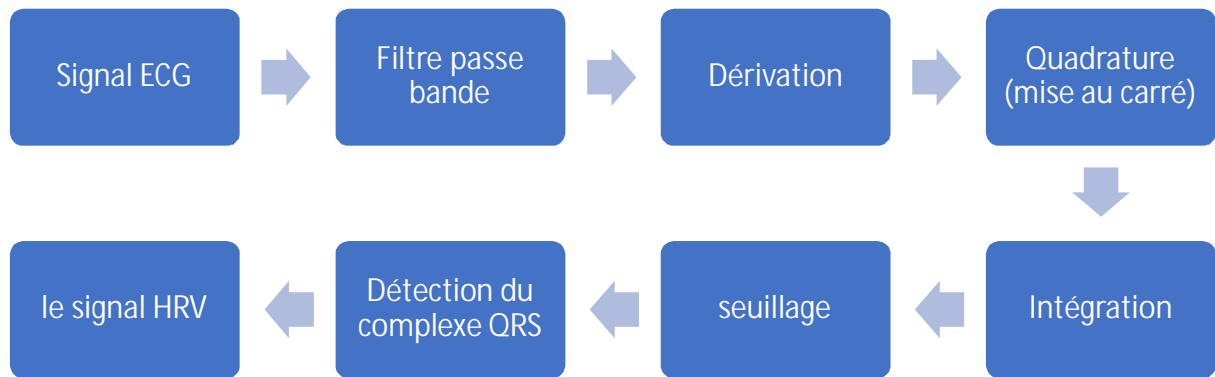 Signal ECG
Filtre passe
bande
Dérivation
Quadrature
(mise au carré)
Intégration
seuillage
Détection du
complexe QRS
le signal HRV